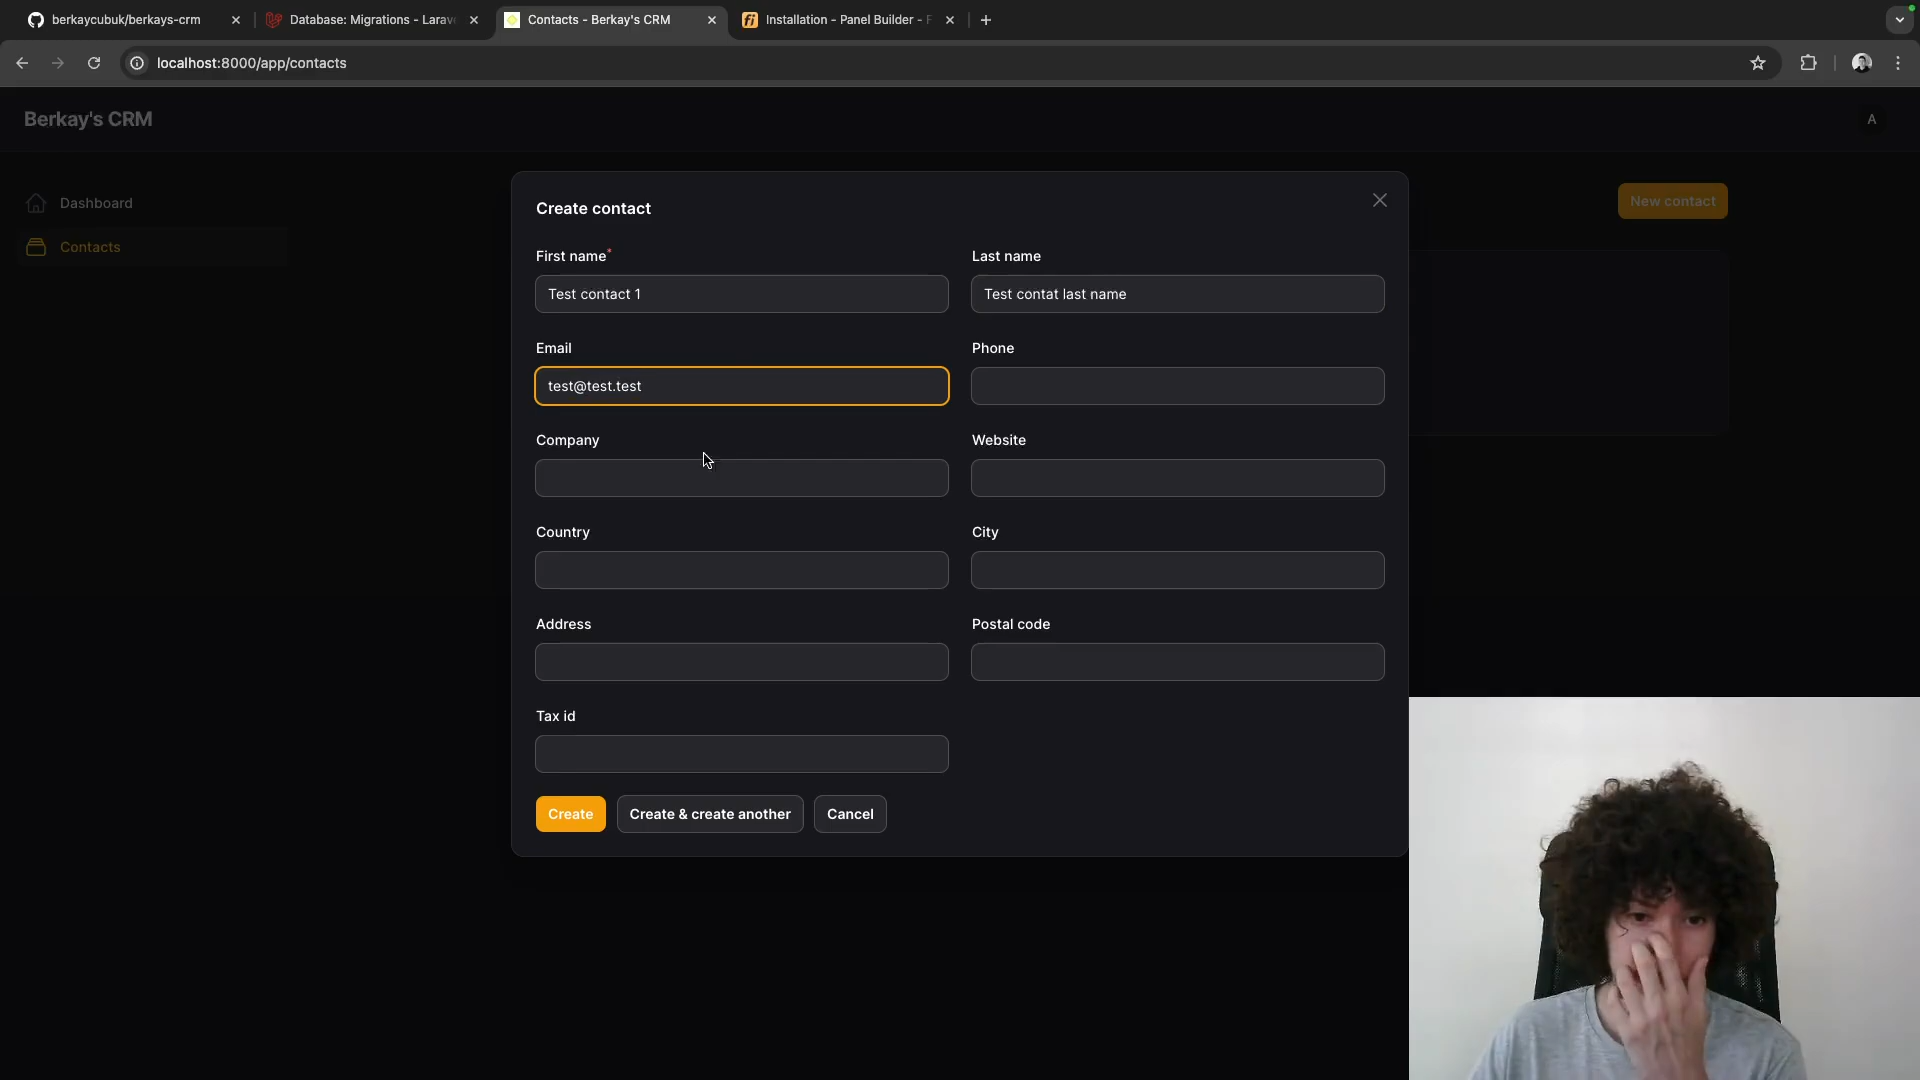 berkaycubuk/berkays-crm
Database: Migrations - Larave
Contacts - Berkay's CRM
Installation - Panel Builder - F
localhost:8000/app/contacts
Berkay's CRM
A
Dashboard
Contacts
New contact
Create contact
First name*
Last name
Test contact 1
Test contat last name
Email
Phone
test@test.test
Company
Website
Country
City
Address
Postal code
Tax id
Create
Create & create another
Cancel